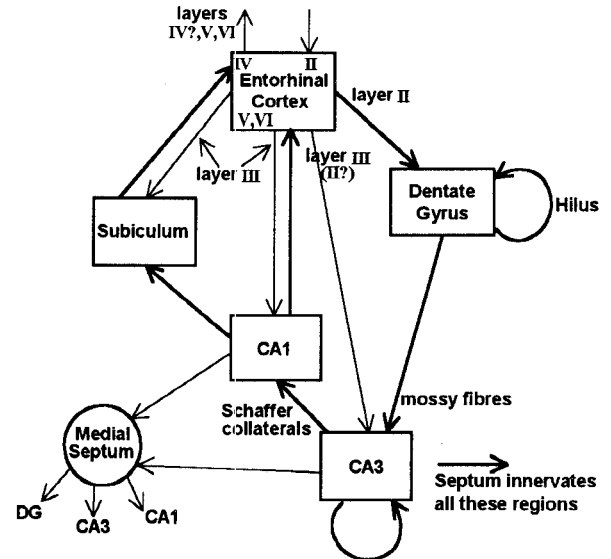 layers
IV?,V,VI
IV II
Entorhinal
Cortex
V,VI
layer II
layer III
layer III
(II?)
Dentate
Gyrus
Hilus
Subiculum
CA1
mossy fibres
Schaffer
collaterals
Medial
Septum
CA3
Septum innervates
all these regions
DG
CA3
CA1